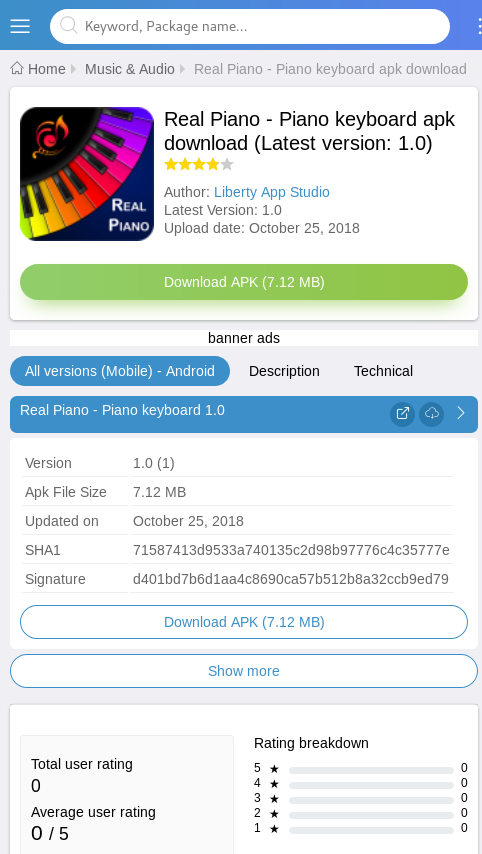 Keyword, Package name...
Home Music & Audio Real Piano - Piano keyboard apk download
Real Piano - Piano keyboard apk
download (Latest version: 1.0)
REAL
PIANO
Author: Liberty App Studio
Latest Version: 1.0
Upload date: October 25, 2018
Download APK (7.12 MB)
banner ads
All versions (Mobile) - Android Description Technical
Real Piano - Piano keyboard 1.0
Version 1.0 (1)
Apk File Size 7.12 MB
Updated on October 25, 2018
SHA1 71587413d9533a740135c2d98b97776c4c35777e
Signature d401bd7b6d1aa4c8690ca57b512b8a32ccb9ed79
Download APK (7.12 MB)
Show more
Total user rating
0
Average user rating
0 / 5
Rating breakdown
5 ★ 0
4 ★ 0
3 ★ 0
2 ★ 0
1 ★ 0